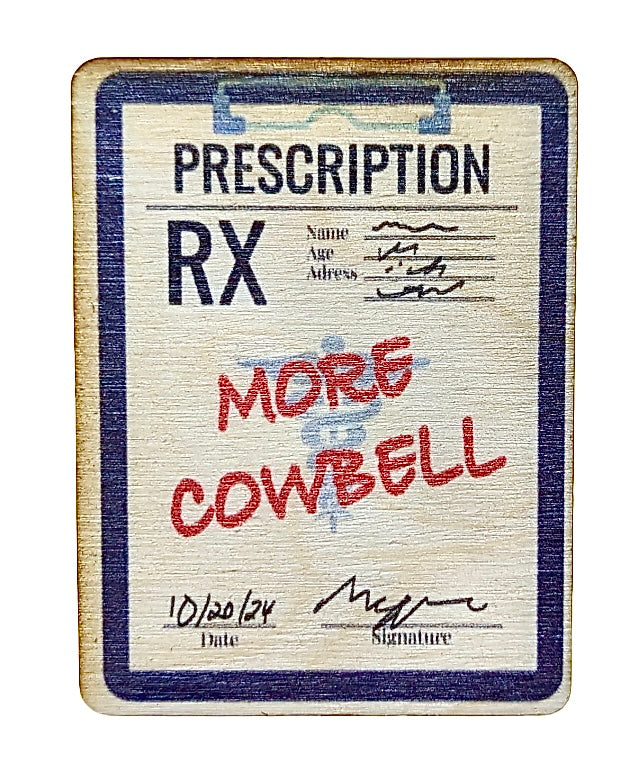 PRESCRIPTION
RX
Name
Age
Adress
MORE
COWBELL
10/20/24
Date
Signature